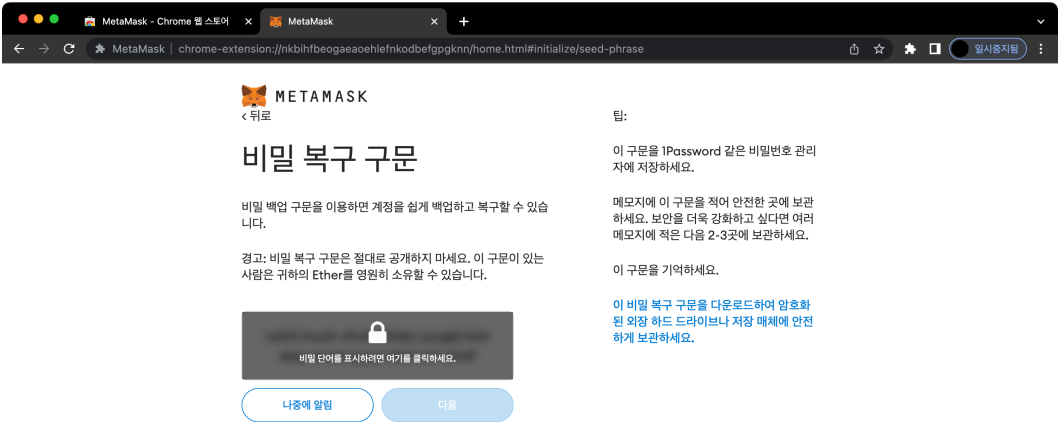 MetaMask - Chrome 웹 스토어
MetaMask
MetaMask | chrome-extension://nkbihfbeogaeaoehlefnkodbefgpgknn/home.html#initialize/seed-phrase
일시중지됨
METAMASK
< 뒤로
비밀 복구 구문
비밀 백업 구문을 이용하면 계정을 쉽게 백업하고 복구할 수 있습
니다.
경고: 비밀 복구 구문은 절대로 공개하지 마세요. 이 구문이 있는
사람은 귀하의 Ether를 영원히 소유할 수 있습니다.
비밀 단어를 표시하려면 여기를 클릭하세요.
나중에 알림
다음
팁:
이 구문을 1Password 같은 비밀번호 관리
자에 저장하세요.
메모지에 이 구문을 적어 안전한 곳에 보관
하세요. 보안을 더욱 강화하고 싶다면 여러
메모지에 적은 다음 2-3곳에 보관하세요.
이 구문을 기억하세요.
이 비밀 복구 구문을 다운로드하여 암호화
된 외장 하드 드라이브나 저장 매체에 안전
하게 보관하세요.